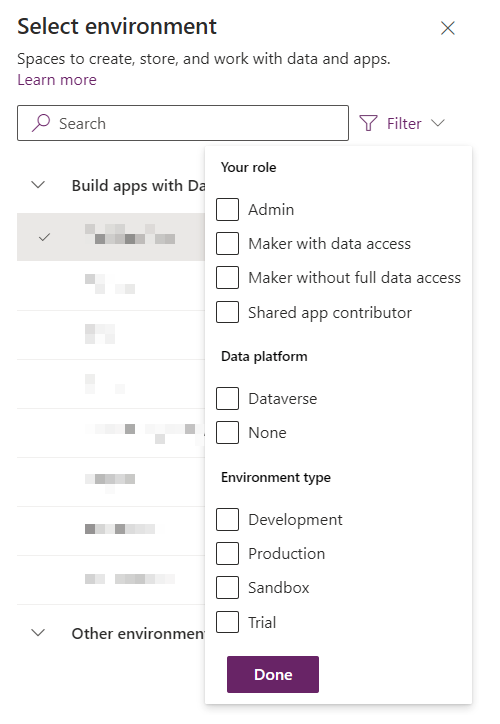 Select environment
Spaces to create, store, and work with data and apps.
Learn more
Search
Filter
Build apps with
Your role
Admin
Maker with data access
Maker without full data access
Shared app contributor
Data platform
Dataverse
None
Environment type
Development
Production
Sandbox
Trial
Other
Done